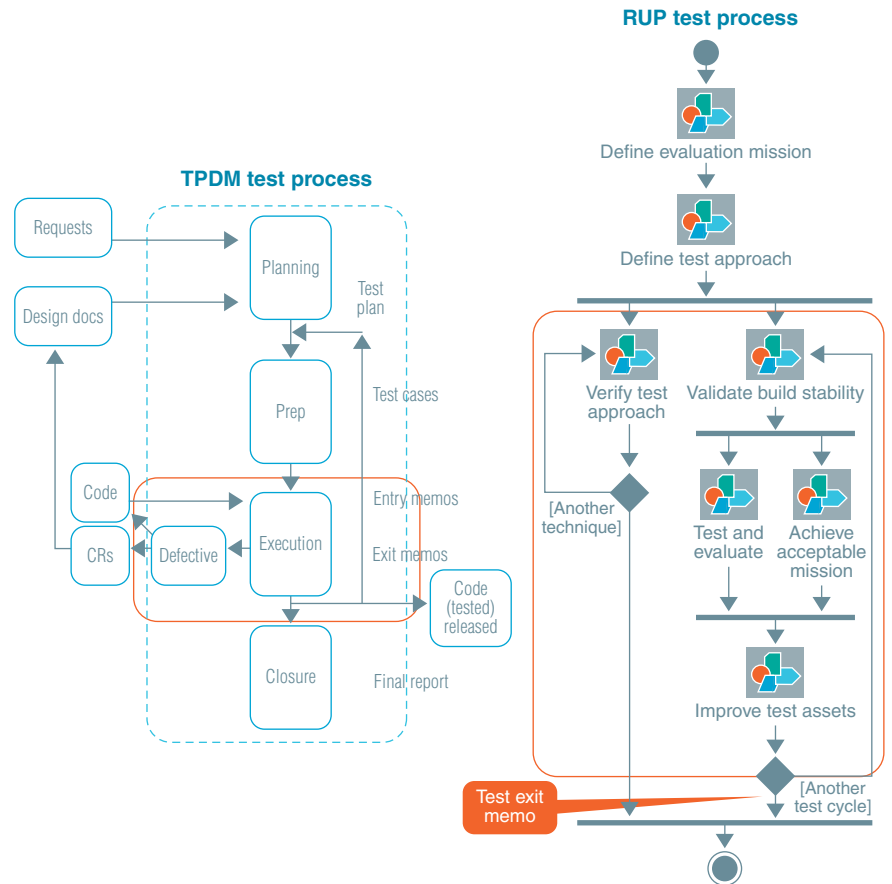 RUP test process
Define evaluation mission
Define test approach
Verify test
approach
Validate build stability
[Another
technique]
Test and
evaluate
Achieve
acceptable
mission
Improve test assets
[Another
test cycle]
Test exit
memo
TPDM test process
Requests
Planning
Test
plan
Design docs
Prep
Test cases
Code
Entry memos
Execution
CRs
Defective
Exit memos
Code
(tested)
released
Closure
Final report